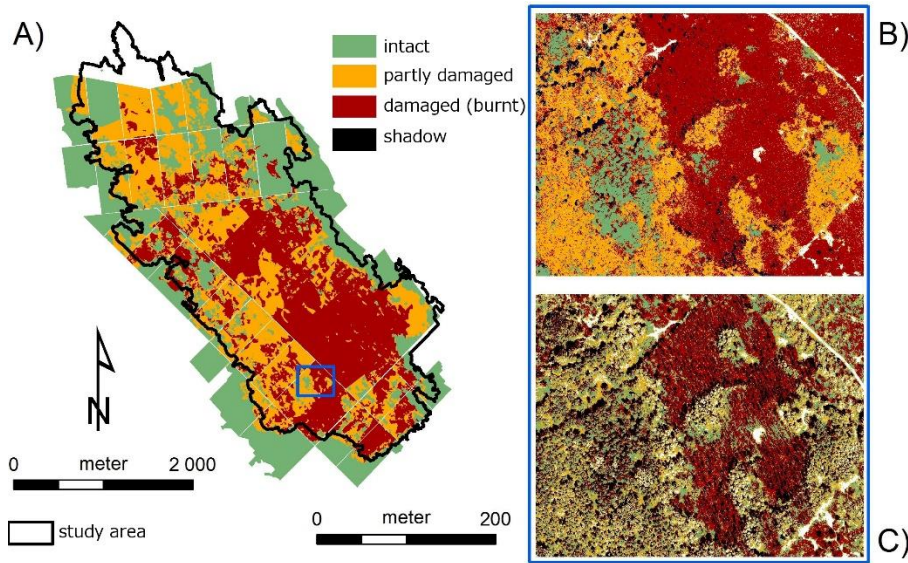 A)
intact
partly damaged
damaged (burnt)
shadow
B)
N
0 meter 2 000
0 meter 200
study area
C)